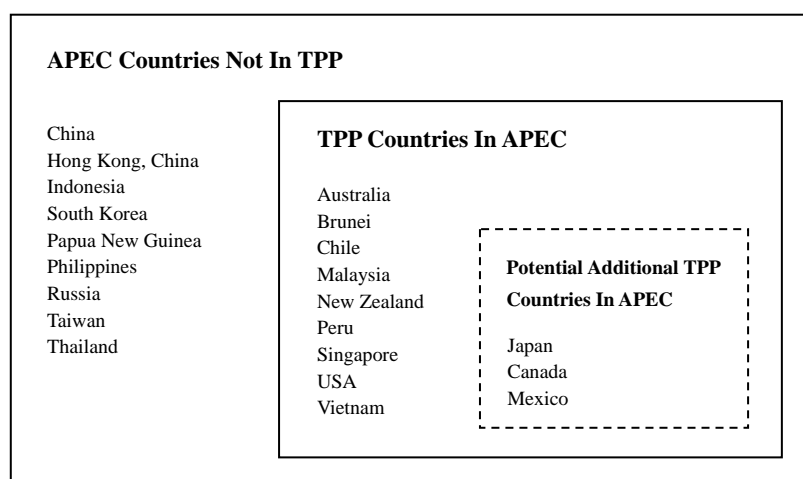 APEC Countries Not In TPP
China
Hong Kong, China
Indonesia
South Korea
Papua New Guinea
Philippines
Russia
Taiwan
Thailand
TPP Countries In APEC
Australia
Brunei
Chile
Malaysia
New Zealand
Peru
Singapore
USA
Vietnam
Potential Additional TPP
Countries In APEC
Japan
Canada
Mexico